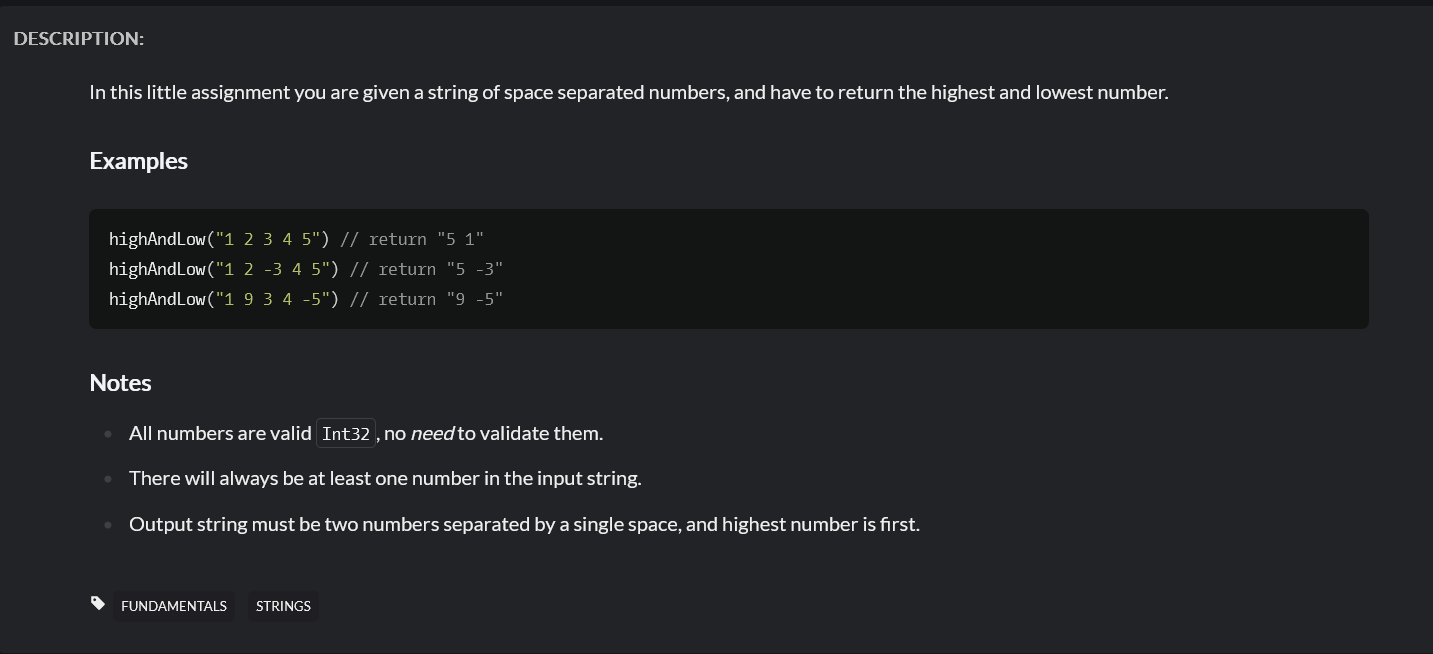 DESCRIPTION:
In this little assignment you are given a string of space separated numbers, and have to return the highest and lowest number.
Examples
highAndLow("1 2 3 4 5") // return "5 1"
highAndLow("1 2 -3 4 5") // return "5 -3"
highAndLow("1 9 3 4 -5") // return "9 -5"
Notes
All numbers are valid Int32, no need to validate them.
There will always be at least one number in the input string.
Output string must be two numbers separated by a single space, and highest number is first.
FUNDAMENTALS STRINGS